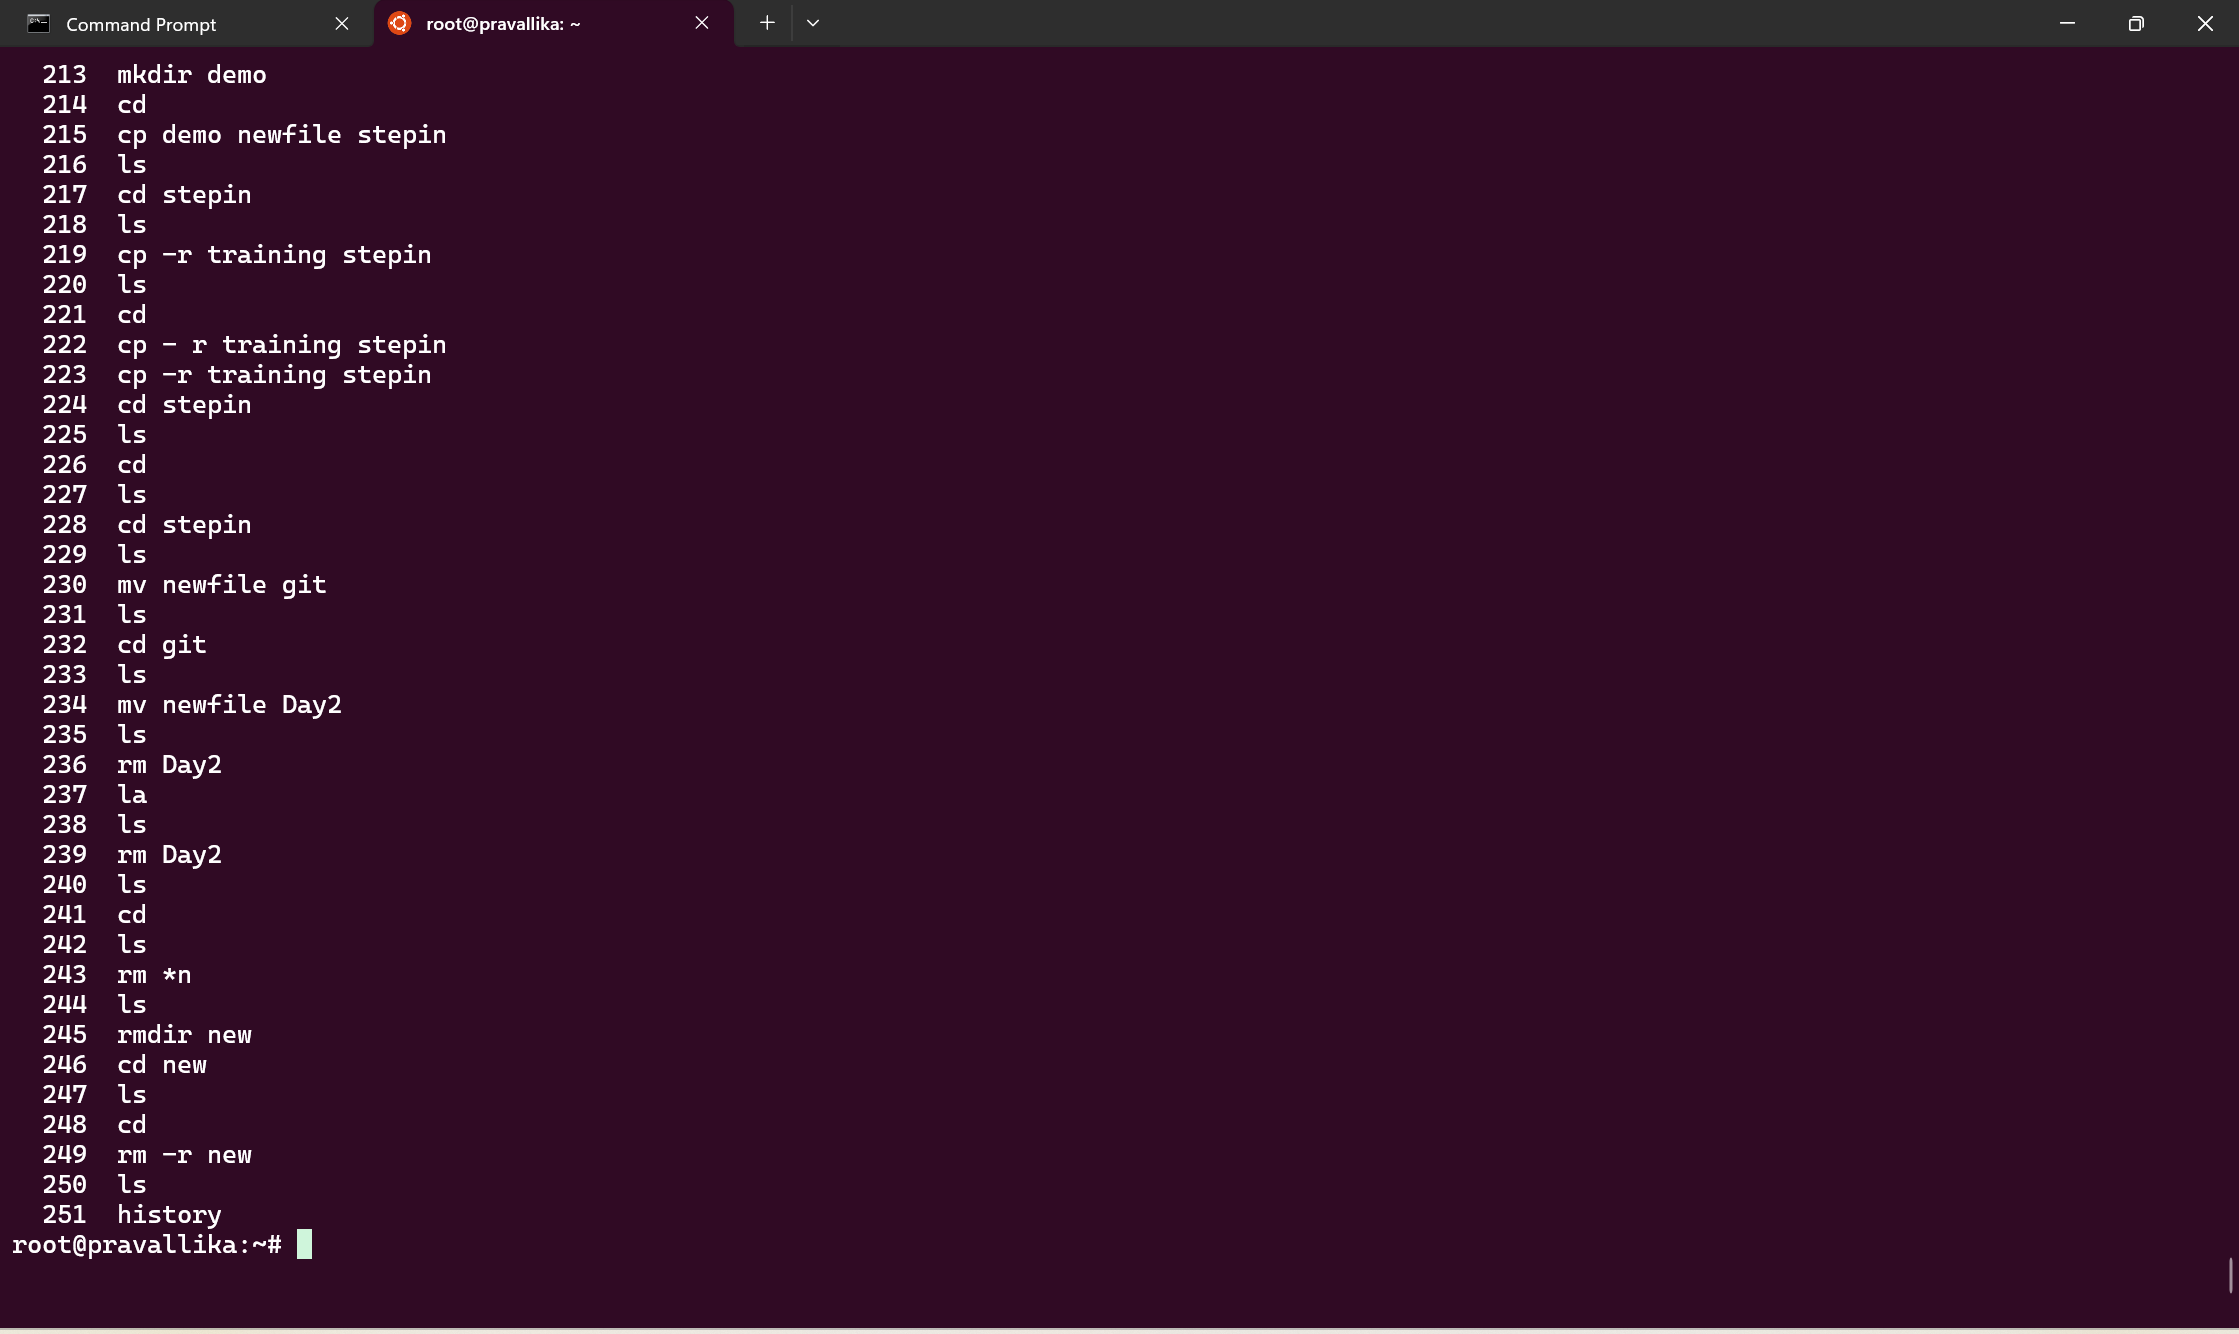 Command Prompt
root@pravallika: ~
213 mkdir demo
214 cd
215 cp demo newfile stepin
216 ls
217 cd stepin
218 ls
219 cp -r training stepin
220 ls
221 cd
222 cp - r training stepin
223 cp -r training stepin
224 cd stepin
225 ls
226 cd
227 ls
228 cd stepin
229 ls
230 mv newfile git
231 ls
232 cd git
233 ls
234 mv newfile Day2
235 ls
236 rm Day2
237 la
238 ls
239 rm Day2
240 ls
241 cd
242 ls
243 rm *n
244 ls
245 rmdir new
246 cd new
247 ls
248 cd
249 rm -r new
250 ls
251 history
root@pravallika:~#